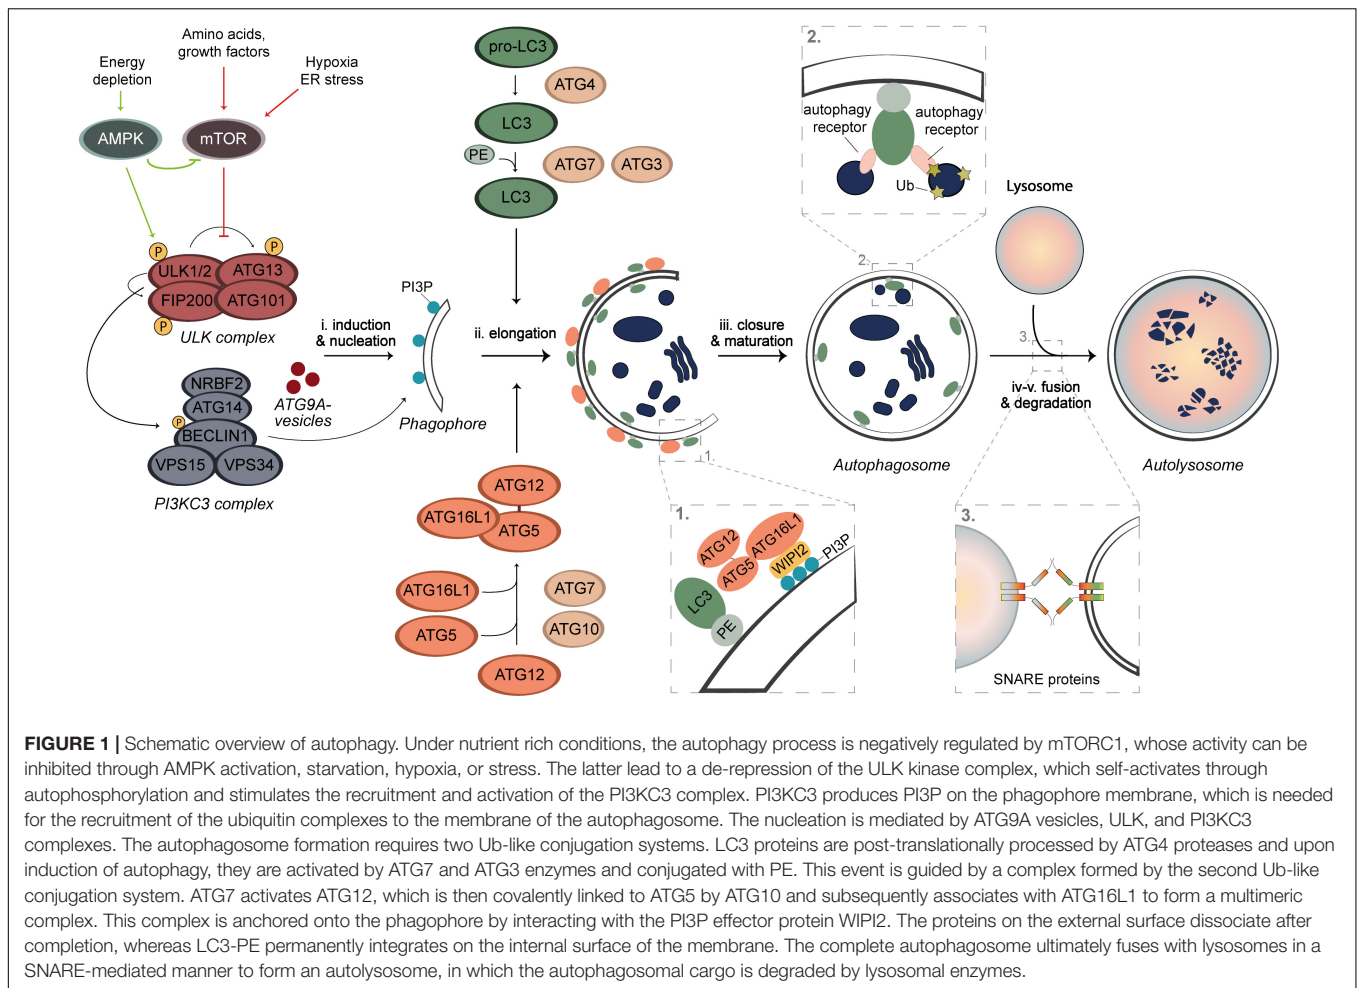 Amino acids,
growth factors
Energy
depletion
Hypoxia
ER stress
AMPK
mTOR
P
P
ULK1/2
ATG13
FIP200
ATG101
P
ULK complex
NRBF2
ATG14
P
BECLIN1
VPS15
VPS34
PI3KC3 complex
ATG9A-
vesicles
i. induction
& nucleation
PI3P
Phagophore
pro-LC3
ATG4
LC3
PE
ATG7
ATG3
LC3
ii. elongation
ATG12
ATG16L1
ATG5
ATG16L1
ATG7
ATG5
ATG10
ATG12
1.
iii. closure
& maturation
2.
autophagy
receptor
autophagy
receptor
Ub
2.
Autophagosome
Lysosome
3.
iv-v. fusion
& degradation
Autolysosome
1.
ATG12
ATG16L1
ATG5
WIPI2
PI3P
LC3
PE
3.
SNARE proteins
FIGURE 1 | Schematic overview of autophagy. Under nutrient rich conditions, the autophagy process is negatively regulated by mTORC1, whose activity can be
inhibited through AMPK activation, starvation, hypoxia, or stress. The latter lead to a de-repression of the ULK kinase complex, which self-activates through
autophosphorylation and stimulates the recruitment and activation of the PI3KC3 complex. PI3KC3 produces PI3P on the phagophore membrane, which is needed
for the recruitment of the ubiquitin complexes to the membrane of the autophagosome. The nucleation is mediated by ATG9A vesicles, ULK, and PI3KC3
complexes. The autophagosome formation requires two Ub-like conjugation systems. LC3 proteins are post-translationally processed by ATG4 proteases and upon
induction of autophagy, they are activated by ATG7 and ATG3 enzymes and conjugated with PE. This event is guided by a complex formed by the second Ub-like
conjugation system. ATG7 activates ATG12, which is then covalently linked to ATG5 by ATG10 and subsequently associates with ATG16L1 to form a multimeric
complex. This complex is anchored onto the phagophore by interacting with the PI3P effector protein WIPI2. The proteins on the external surface dissociate after
completion, whereas LC3-PE permanently integrates on the internal surface of the membrane. The complete autophagosome ultimately fuses with lysosomes in a
SNARE-mediated manner to form an autolysosome, in which the autophagosomal cargo is degraded by lysosomal enzymes.